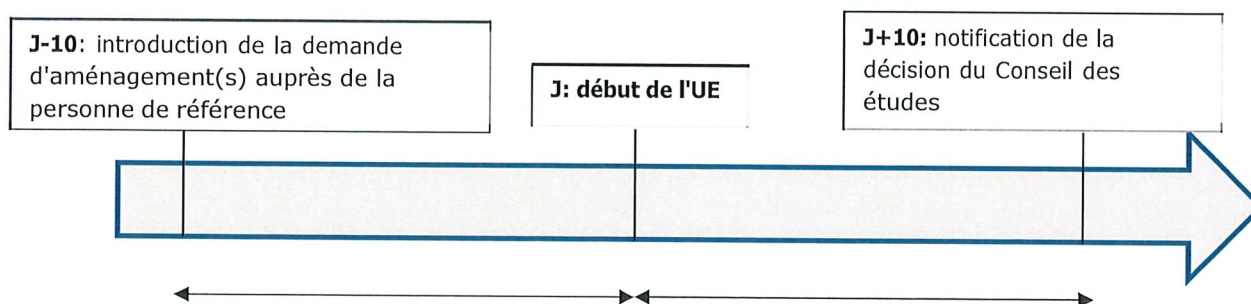 J-10: introduction de la demande
d'aménagement(s) auprès de la
personne de référence
J: début de l'UE
J+10: notification de la
décision du Conseil des
études